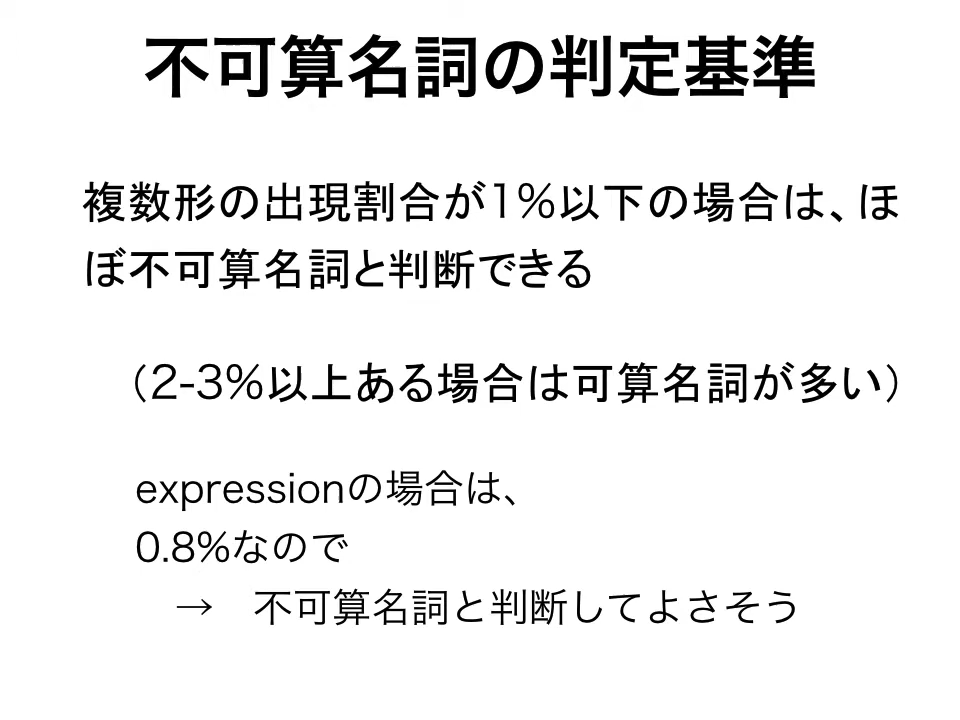 不可算名詞の判定基準
複数形の出現割合が1%以下の場合は、ほ
ぼ不可算名詞と判断できる
（2-3%以上ある場合は可算名詞が多い）
expressionの場合は、
0.8%なので
→　不可算名詞と判断してよさそう